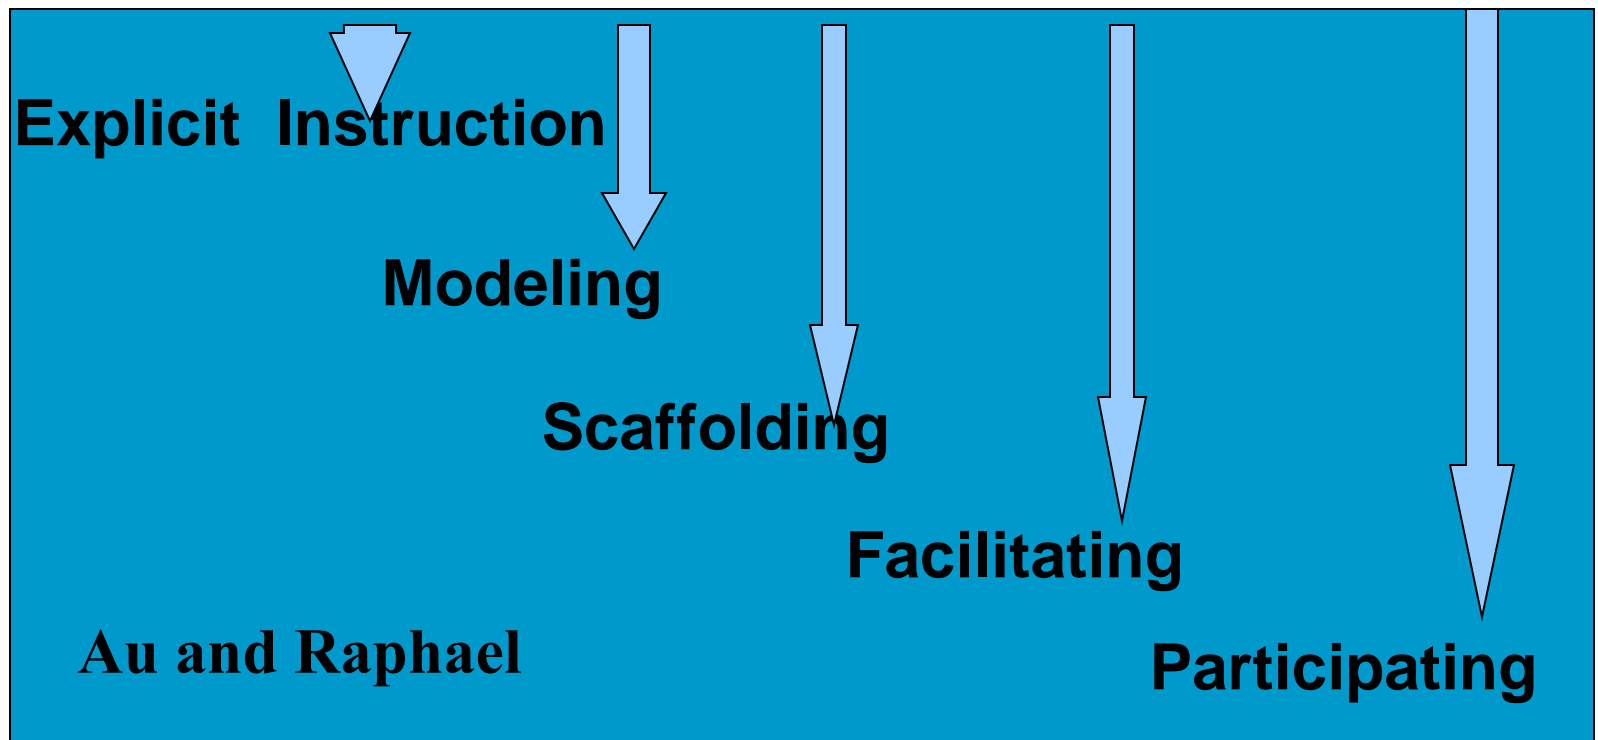 Explicit  Instruction
Modeling
Scaffolding
Facilitating
Au and Raphael
Participating